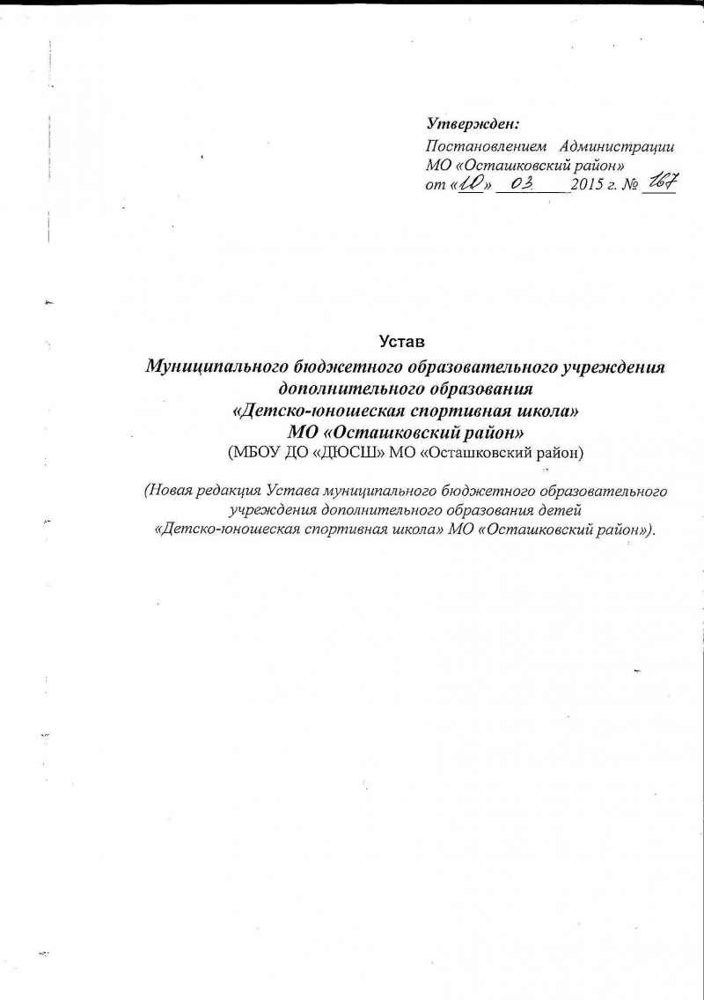 Утвержден:
Постановлением Администрации
МО «Осташковский район»
от «10» 03 2015 г. № 167
Устав
Муниципального бюджетного образовательного учреждения
дополнительного образования
«Детско-юношеская спортивная школа»
МО «Осташковский район»
(МБОУ ДО «ДЮСШ» МО «Осташковский район)
(Новая редакция Устава муниципального бюджетного образовательного
учреждения дополнительного образования детей
«Детско-юношеская спортивная школа» МО «Осташковский район»).